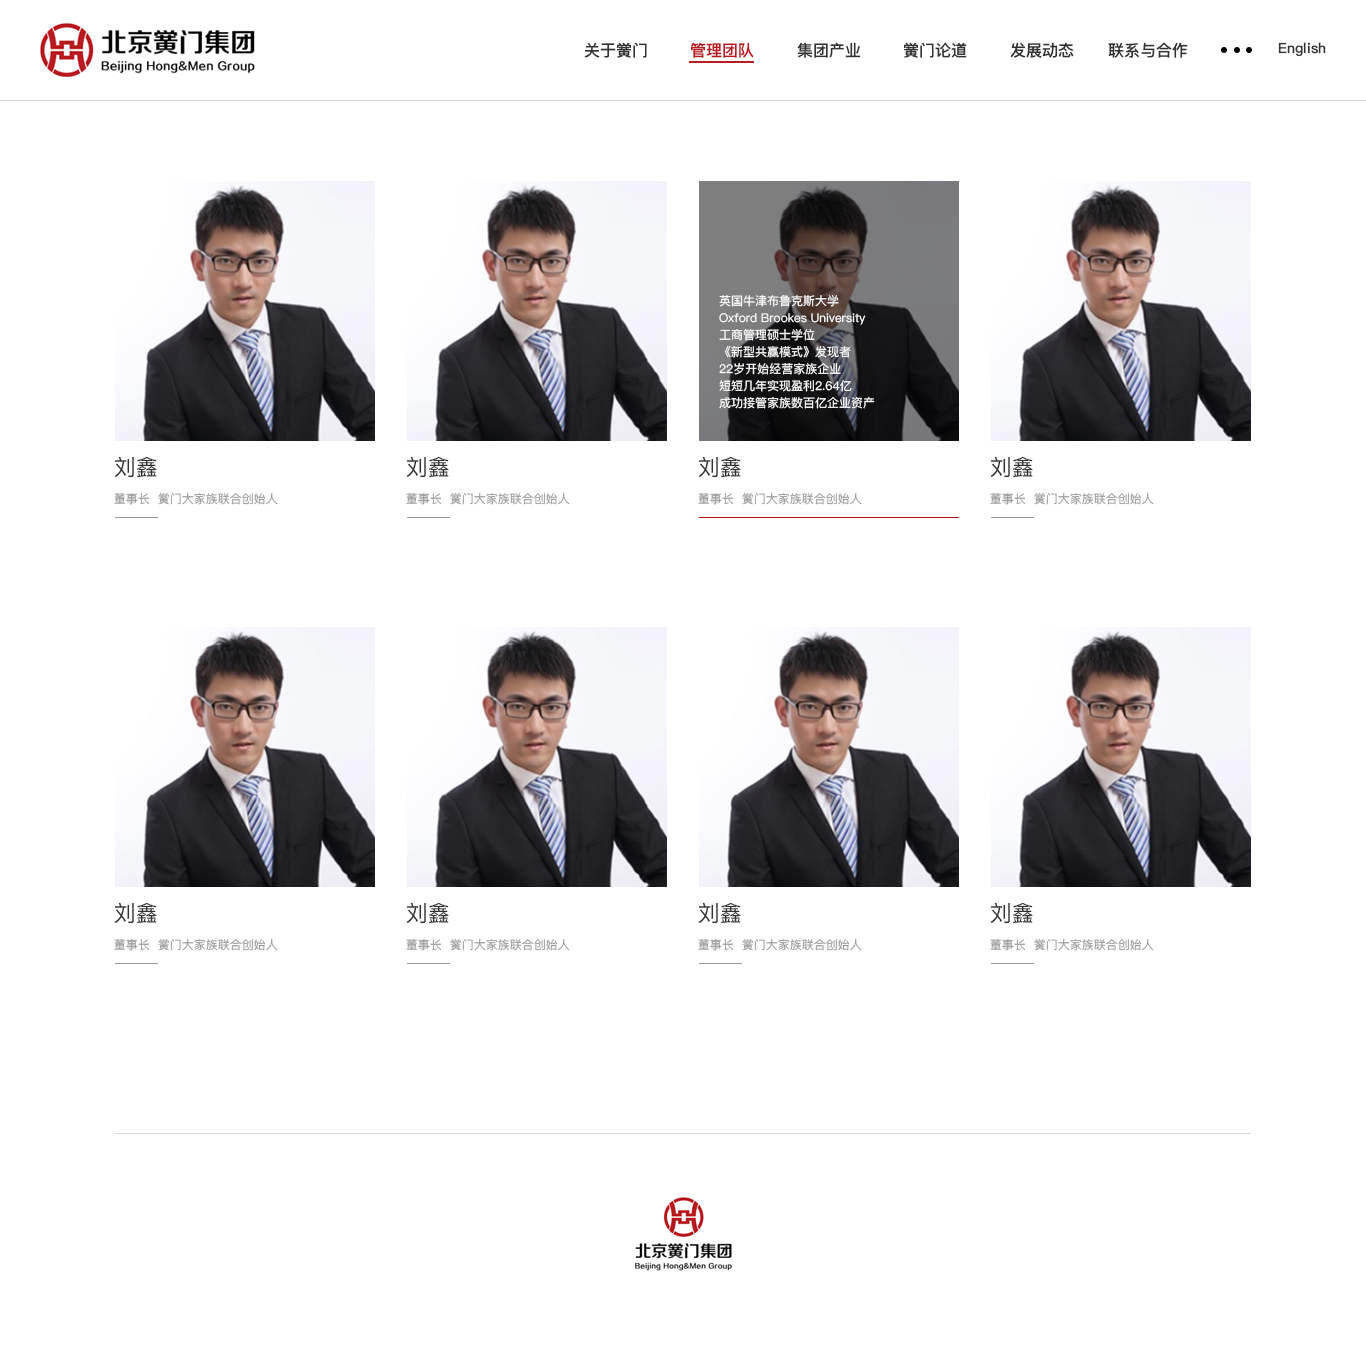 北京黉门集团
Beijing Hong&Men Group
关于黉门 管理团队 集团产业 黉门论道 发展动态 联系与合作 ••• English
英国牛津布鲁克斯大学
Oxford Brookes University
工商管理硕士学位
《新型共赢模式》发现者
22岁开始经营家族企业
短短几年实现盈利2.64亿
成功接管家族数百亿企业资产
刘鑫 刘鑫 刘鑫 刘鑫
董事长 黉门大家族联合创始人 董事长 黉门大家族联合创始人 董事长 黉门大家族联合创始人 董事长 黉门大家族联合创始人
刘鑫 刘鑫 刘鑫 刘鑫
董事长 黉门大家族联合创始人 董事长 黉门大家族联合创始人 董事长 黉门大家族联合创始人 董事长 黉门大家族联合创始人
北京黉门集团
Beijing Hong&Men Group